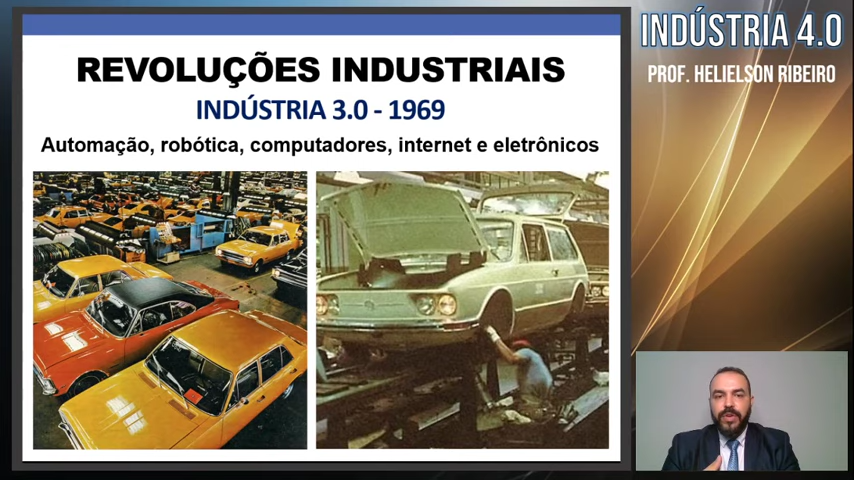 REVOLUÇÕES INDUSTRIAIS
INDÚSTRIA 3.0 - 1969
Automação, robótica, computadores, internet e eletrônicos
INDÚSTRIA 4.0
PROF. HELIELSON RIBEIRO